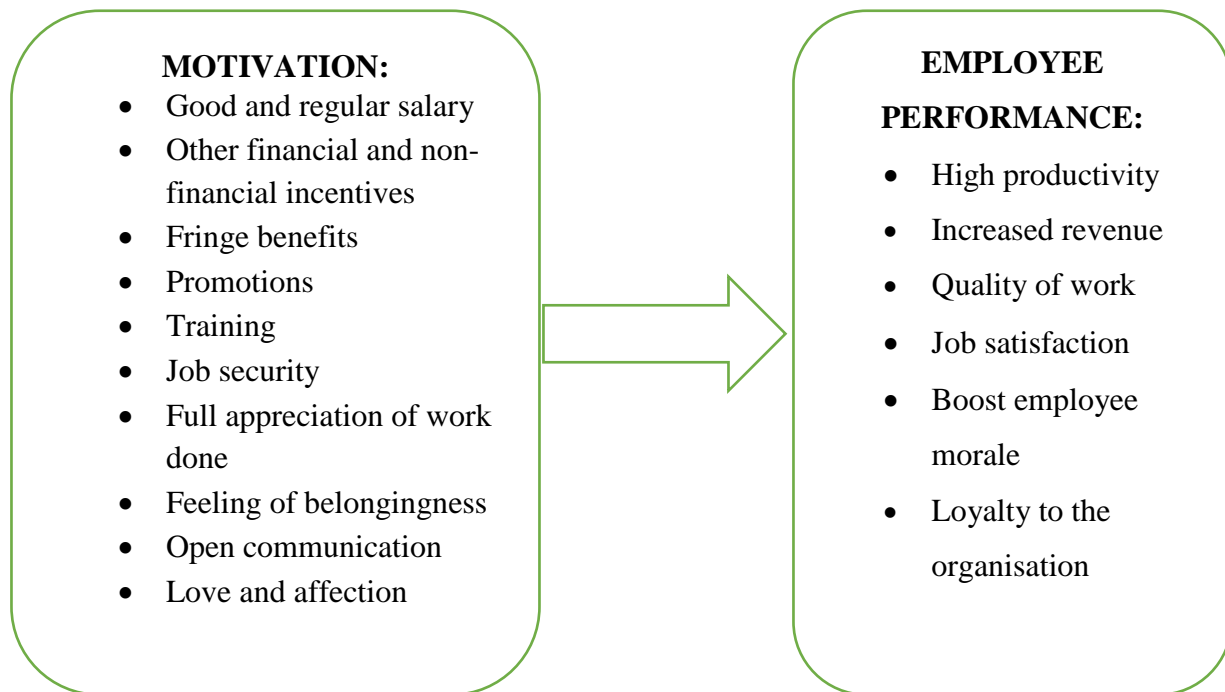 MOTIVATION:
• Good and regular salary
• Other financial and non-
financial incentives
• Fringe benefits
• Promotions
• Training
• Job security
• Full appreciation of work
done
• Feeling of belongingness
• Open communication
• Love and affection
EMPLOYEE
PERFORMANCE:
• High productivity
• Increased revenue
• Quality of work
• Job satisfaction
• Boost employee
morale
• Loyalty to the
organisation